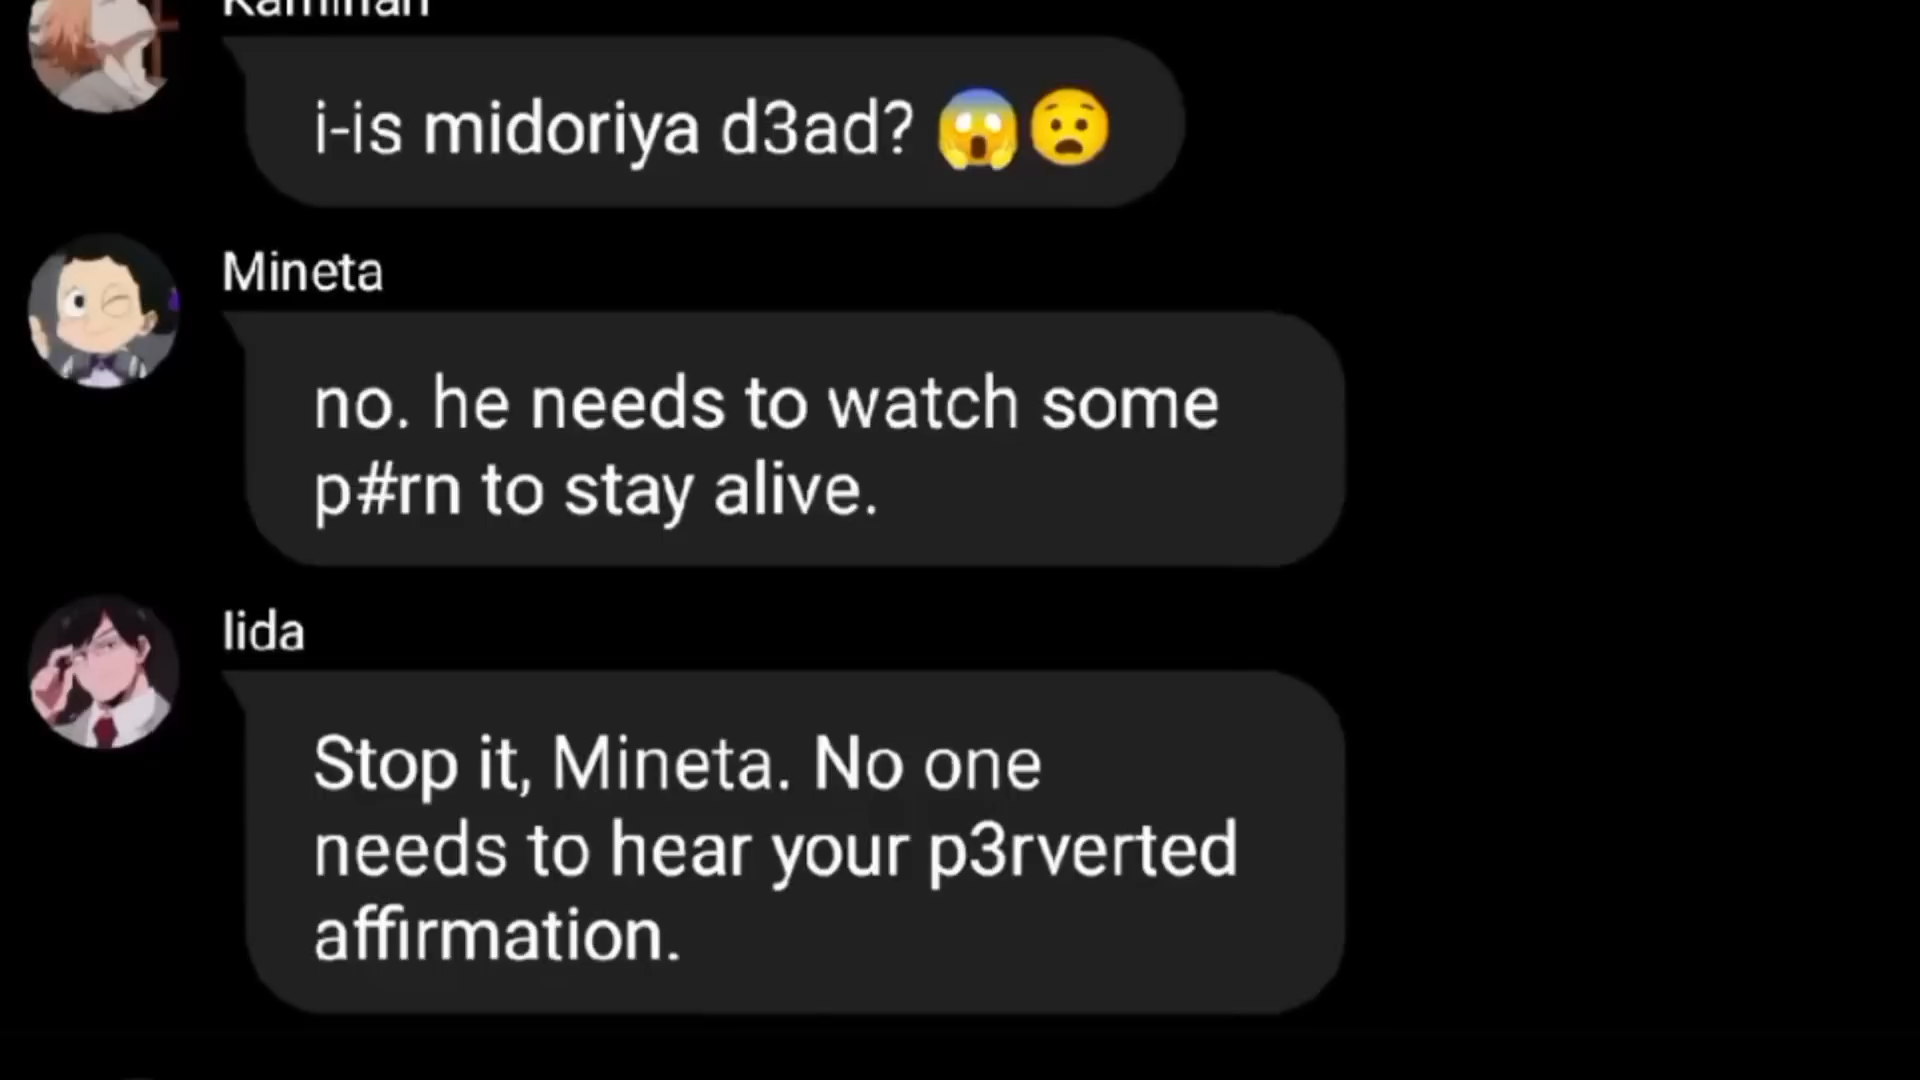 i-is midoriya d3ad? 😱😧
Mineta
no. he needs to watch some
p#rn to stay alive.
Iida
Stop it, Mineta. No one
needs to hear your p3rverted
affirmation.